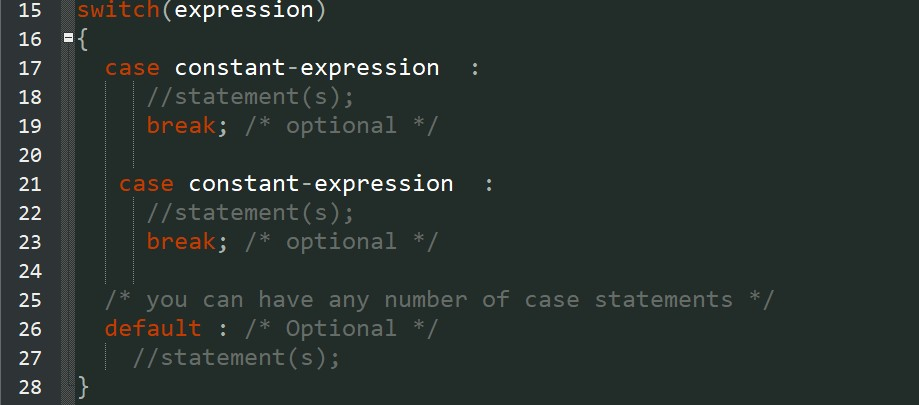 15 switch(expression)
16 {
17 case constant-expression :
18 //statement(s);
19 break; /* optional */
20
21 case constant-expression :
22 //statement(s);
23 break; /* optional */
24
25 /* you can have any number of case statements */
26 default : /* Optional */
27 //statement(s);
28 }